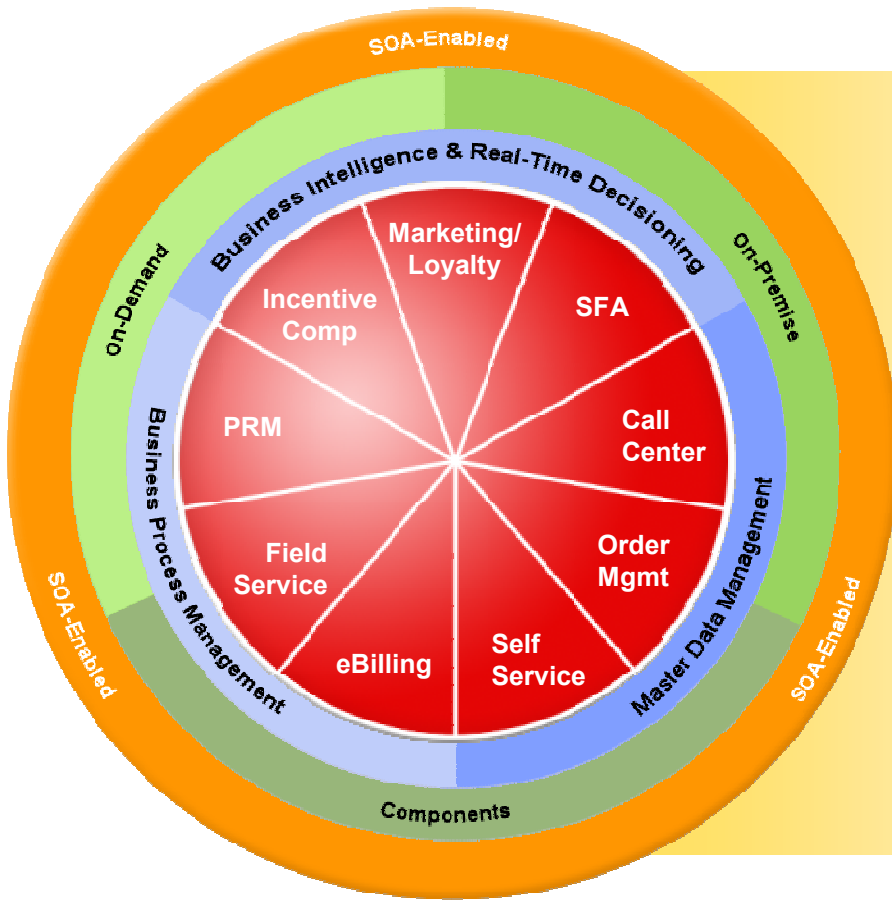 SOA-Enabled
Business Intelligence & Real-Time Decisioning
On-Demand
On-Premise
Marketing/
Loyalty
Incentive
Comp
SFA
PRM
Call
Center
Business Process Management
Master Data Management
Field
Service
Order
Mgmt
eBilling
Self
Service
SOA-Enabled
SOA-Enabled
Components